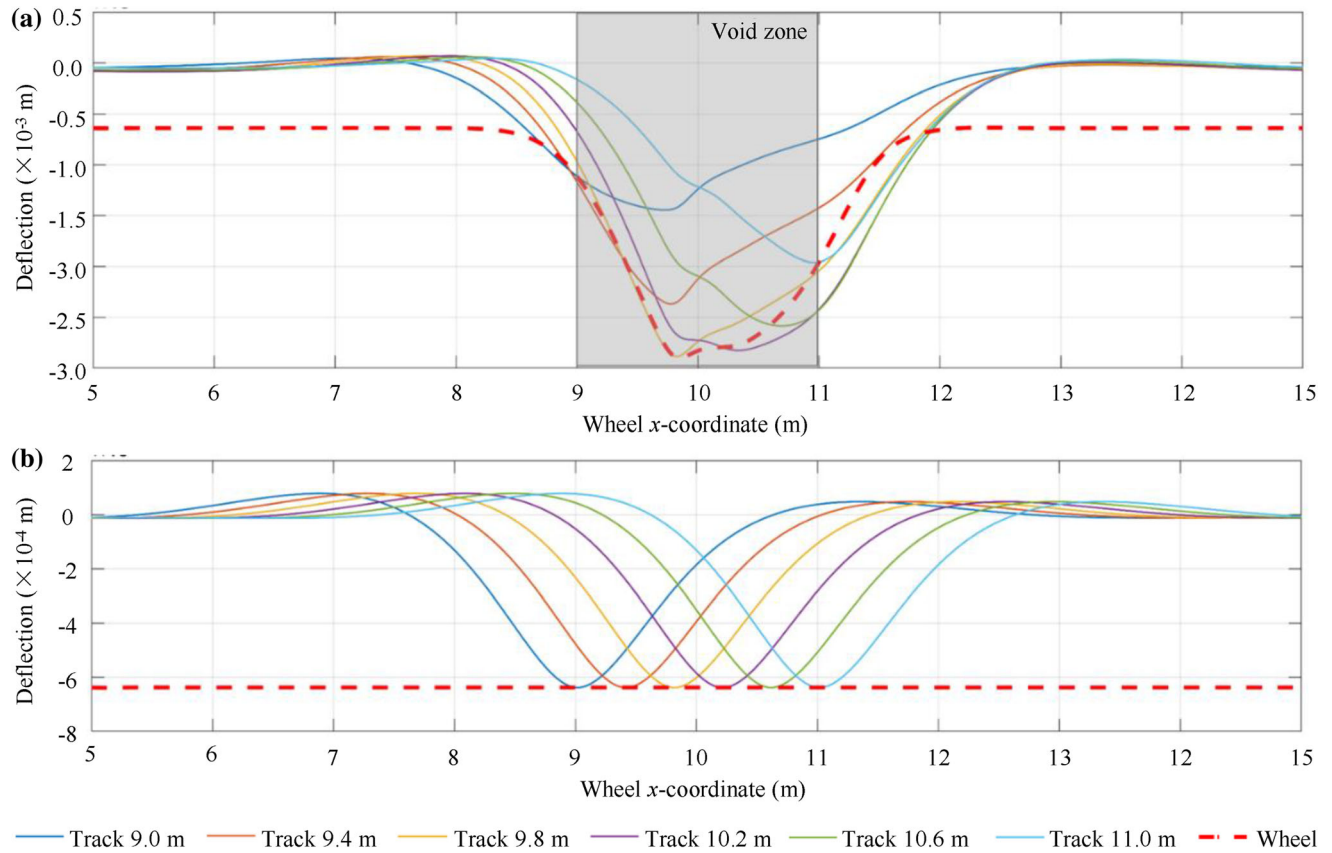 (a)
Void zone
0.5
0.0
-0.5
-1.0
-1.5
-3.0
-2.5
-3.0
Deflection (×10-3 m)
5 6 7 8 9 10 11 12 13 12 15
Wheel x-coordinate (m)
(b)
2
0
-2
-4
-6
-8
Deflection (×10-4 m)
5 6 7 8 9 10 11 12 13 12 15
Wheel x-coordinate (m)
Track 9.0 m Track 9.4 m Track 9.8 m Track 10.2 m Track 10.6 m Track 11.0 m Wheel